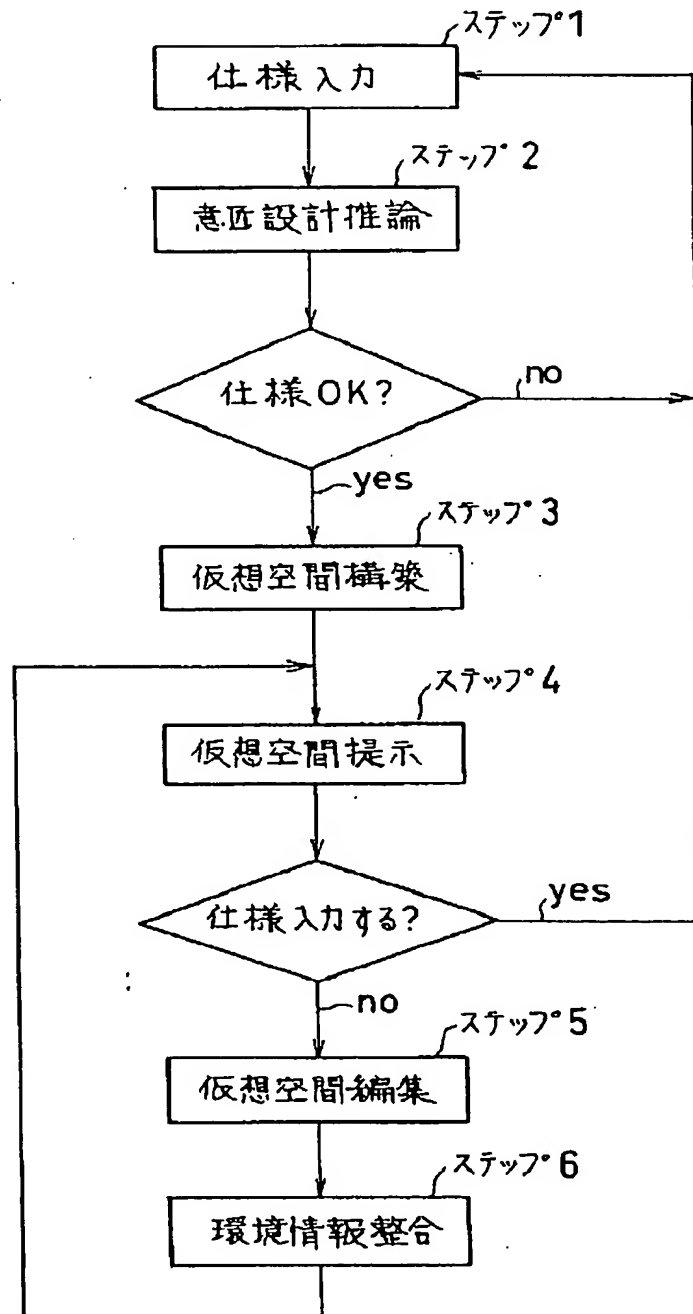 ステップ1
仕様入力
ステップ2
意匠設計推論
仕様OK?
no
yes
ステップ3
仮想空間構築
ステップ4
仮想空間提示
仕様入力する?
yes
no
ステップ5
仮想空間編集
ステップ6
環境情報整合